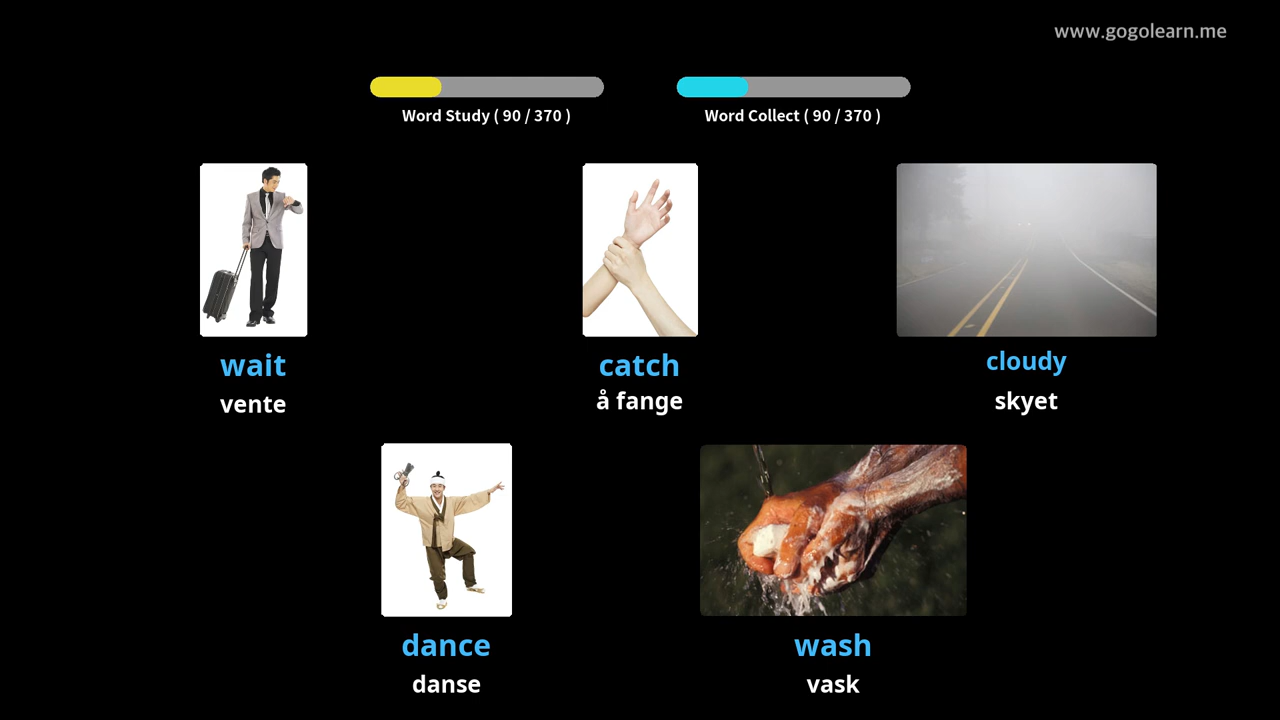 www.gogolearn.me
Word Study ( 90 / 370 )
Word Collect ( 90 / 370 )
wait
vente
catch
å fange
cloudy
skyet
dance
danse
wash
vask